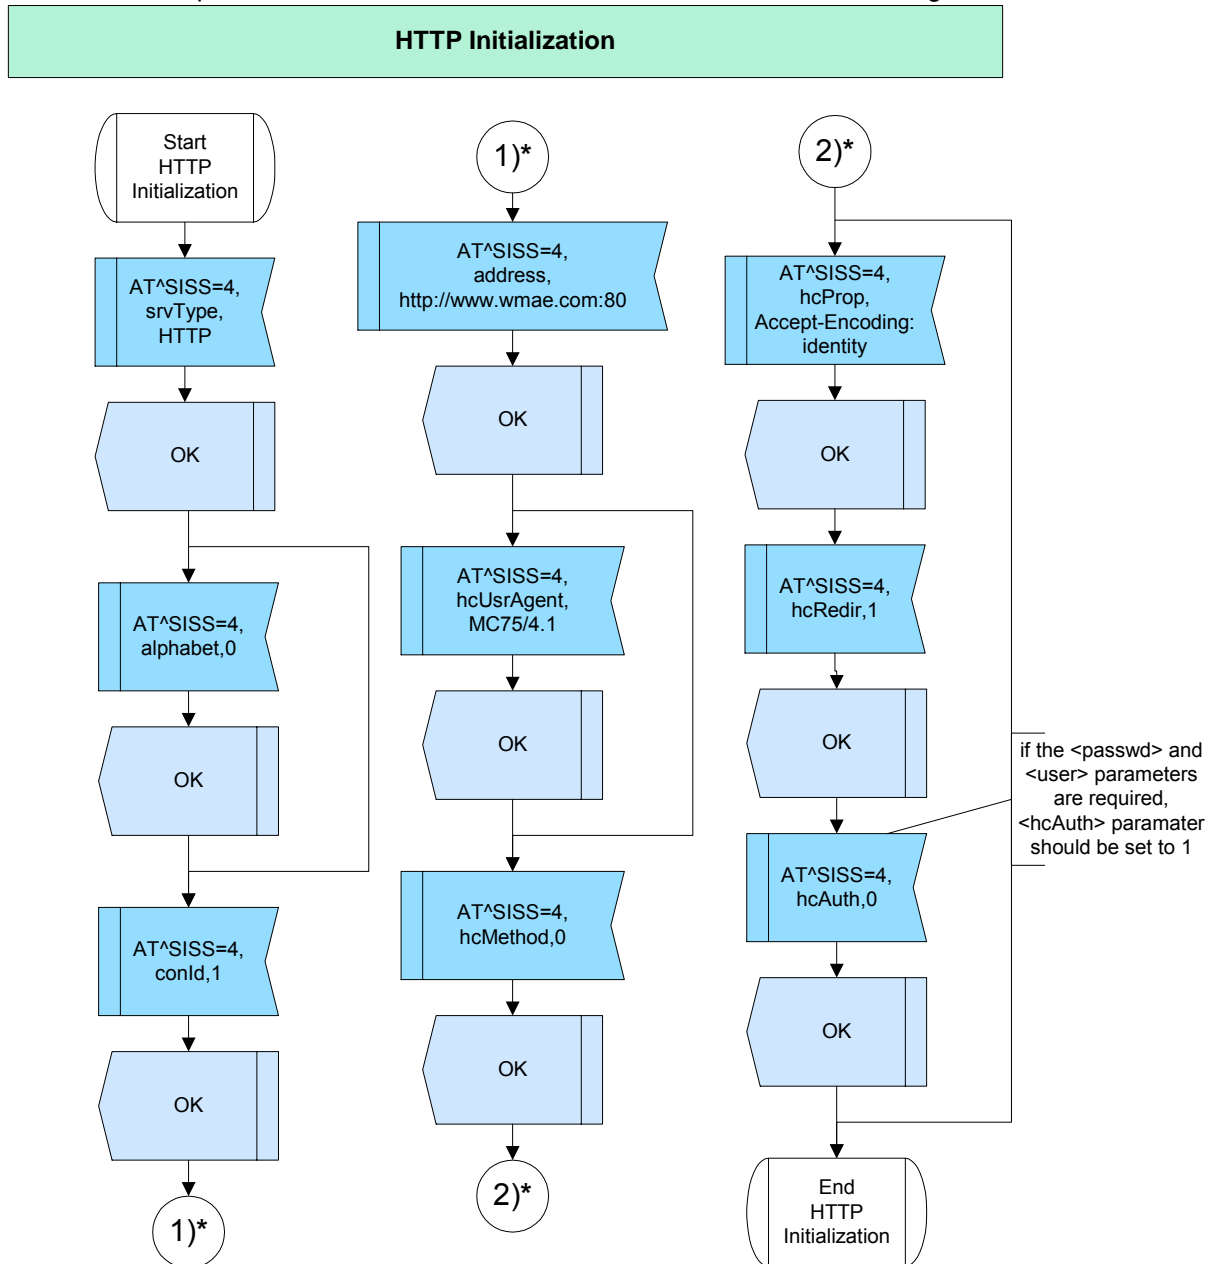 HTTP Initialization
Start
HTTP
Initialization
AT^SISS=4,
srvType,
HTTP
OK
AT^SISS=4,
alphabet,0
OK
AT^SISS=4,
conId,1
OK
1)*
1)*
AT^SISS=4,
address,
http://www.wmae.com:80
OK
AT^SISS=4,
hcUsrAgent,
MC75/4.1
OK
AT^SISS=4,
hcMethod,0
OK
2)*
2)*
AT^SISS=4,
hcProp,
Accept-Encoding:
identity
OK
AT^SISS=4,
hcRedir,1
OK
AT^SISS=4,
hcAuth,0
OK
End
HTTP
Initialization
if the <passwd> and
<user> parameters
are required,
<hcAuth> paramater
should be set to 1